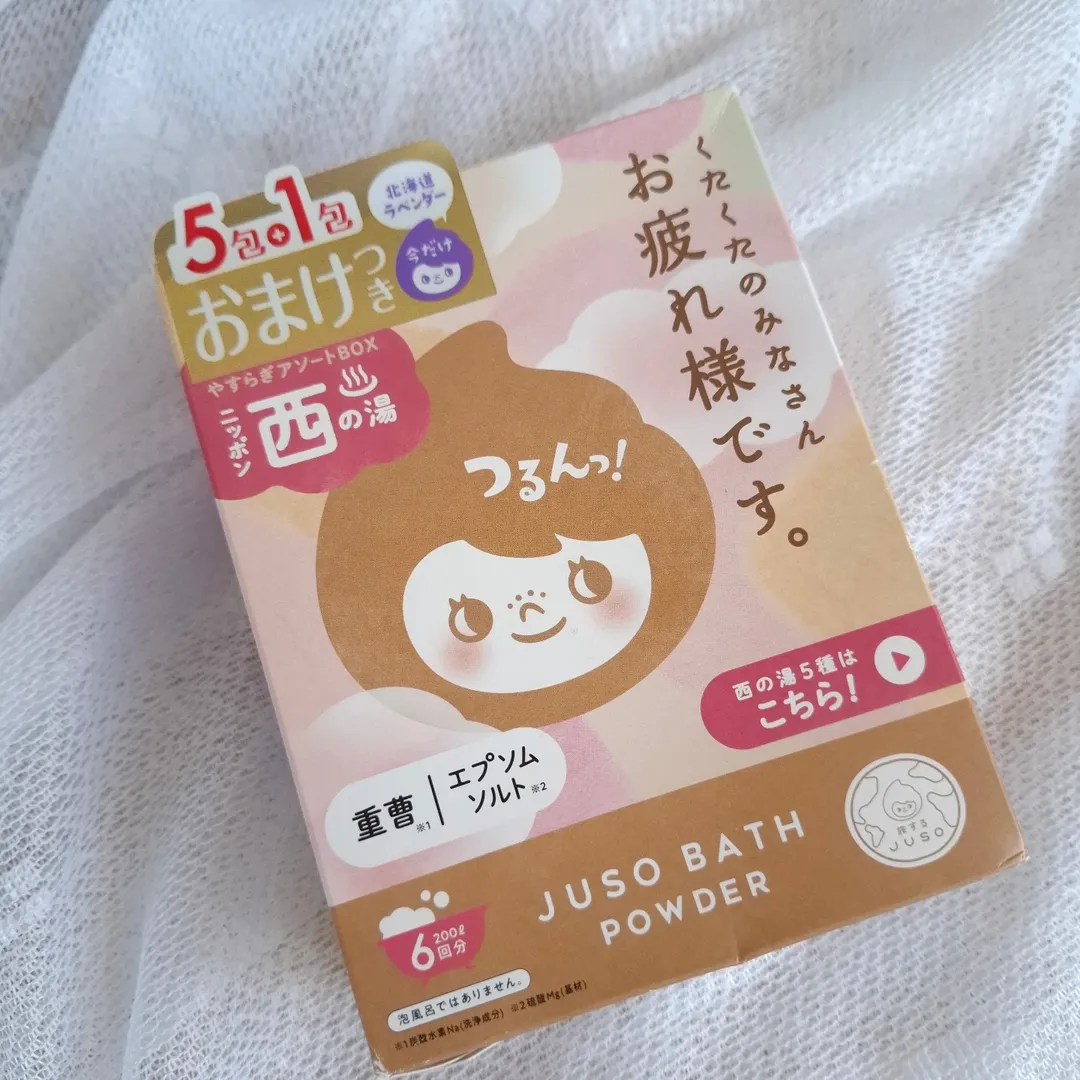 5包+1包
おまけつき
北海道
ラベンダー
今だけ
やすらぎアソートBOX
ニッポン
西の湯
くたくたのみなさん
お疲れ様です。
つるんっ!
西の湯5種は
こちら!
重曹※1
エプソム
ソルト※2
JUSO BATH
POWDER
旅する
JUSO
200ℓ
6回分
泡風呂ではありません。
※1炭酸水素Na(洗浄成分) ※2硫酸Mg(基材)